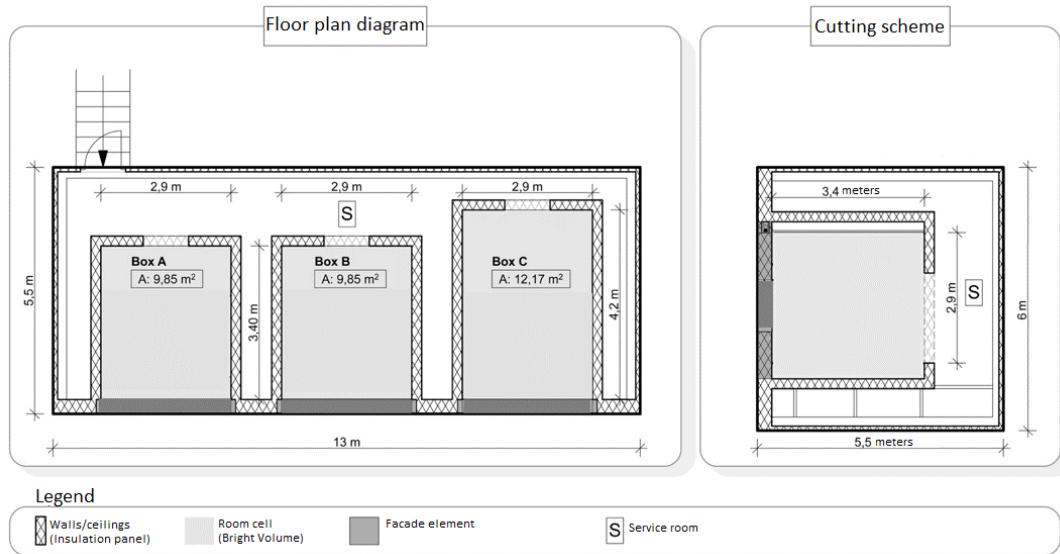 Floor plan diagram
Cutting scheme
2,9 m
2,9 m
2,9 m
S
Box A
A: 9,85 m²
Box B
A: 9,85 m²
Box C
A: 12,17 m²
5,5 m
3,40 m
4,2 m
13 m
3,4 meters
2,9 m
S
6 m
5,5 meters
Legend
Walls/ceilings
(Insulation panel)
Room cell
(Bright Volume)
Facade element
S Service room